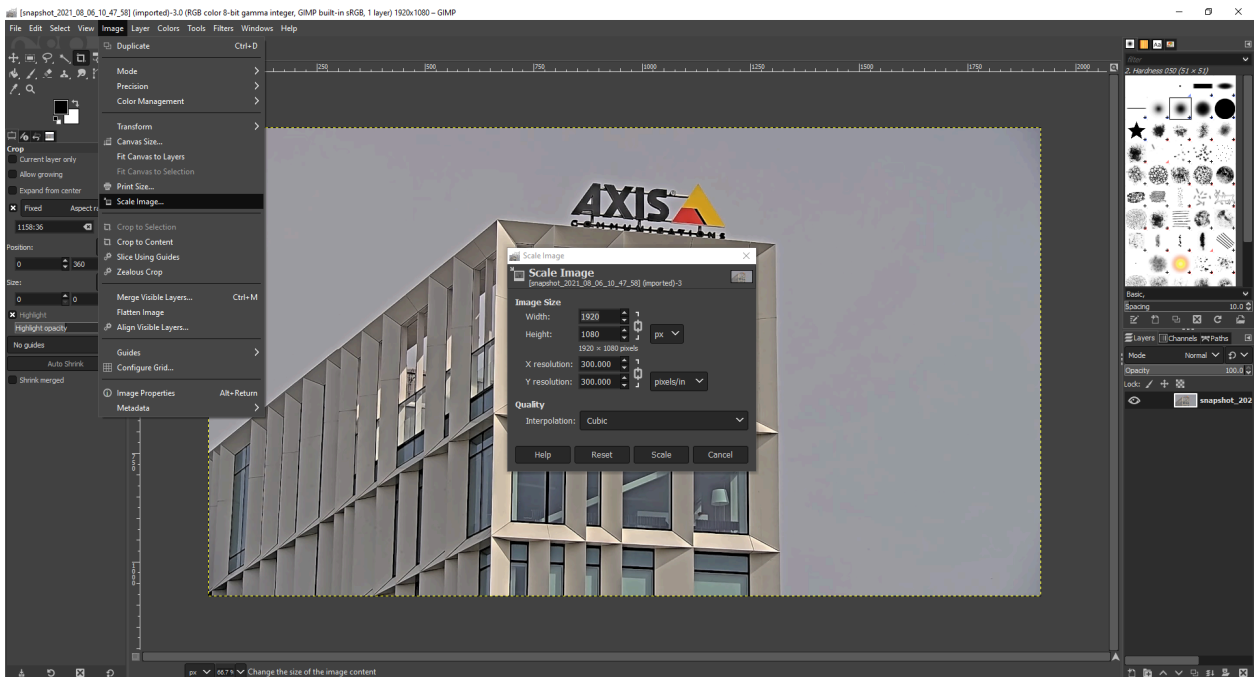 [snapshot_2021_08_06_10_47_58] (imported)-3.0 (RGB color 8-bit gamma integer, GIMP built-in sRGB, 1 layer) 1920x1080 – GIMP
File Edit Select View Image Layer Colors Tools Filters Windows Help
Duplicate Ctrl+D
Mode
Precision
Color Management
Transform
Canvas Size...
Fit Canvas to Layers
Fit Canvas to Selection
Print Size...
Scale Image...
Crop to Selection
Crop to Content
Slice Using Guides
Zealous Crop
Merge Visible Layers... Ctrl+M
Flatten Image
Align Visible Layers...
Guides
Configure Grid...
Image Properties Alt+Return
Metadata
Crop
Current layer only
Allow growing
Expand from center
Fixed Aspect
1158:36
Position:
0 360
Size:
0 0
Highlight
Highlight opacity
No guides
Auto Shrink
Shrink merged
250 500 750 1000 1250 1500 1750 2000
750
1000
AXIS
COMMUNICATIONS
Scale Image
Scale Image
[snapshot_2021_08_06_10_47_58] (imported)-3
Image Size
Width: 1920
Height: 1080 px
1920 × 1080 pixels
X resolution: 300.000
Y resolution: 300.000 pixels/in
Quality
Interpolation: Cubic
Help Reset Scale Cancel
Aa
filter
2. Hardness 050 (51 × 51)
Basic,
Spacing 10.0
Layers Channels Paths
Mode Normal
Opacity 100.0
Lock:
snapshot_202
px 66.7 % Change the size of the image content